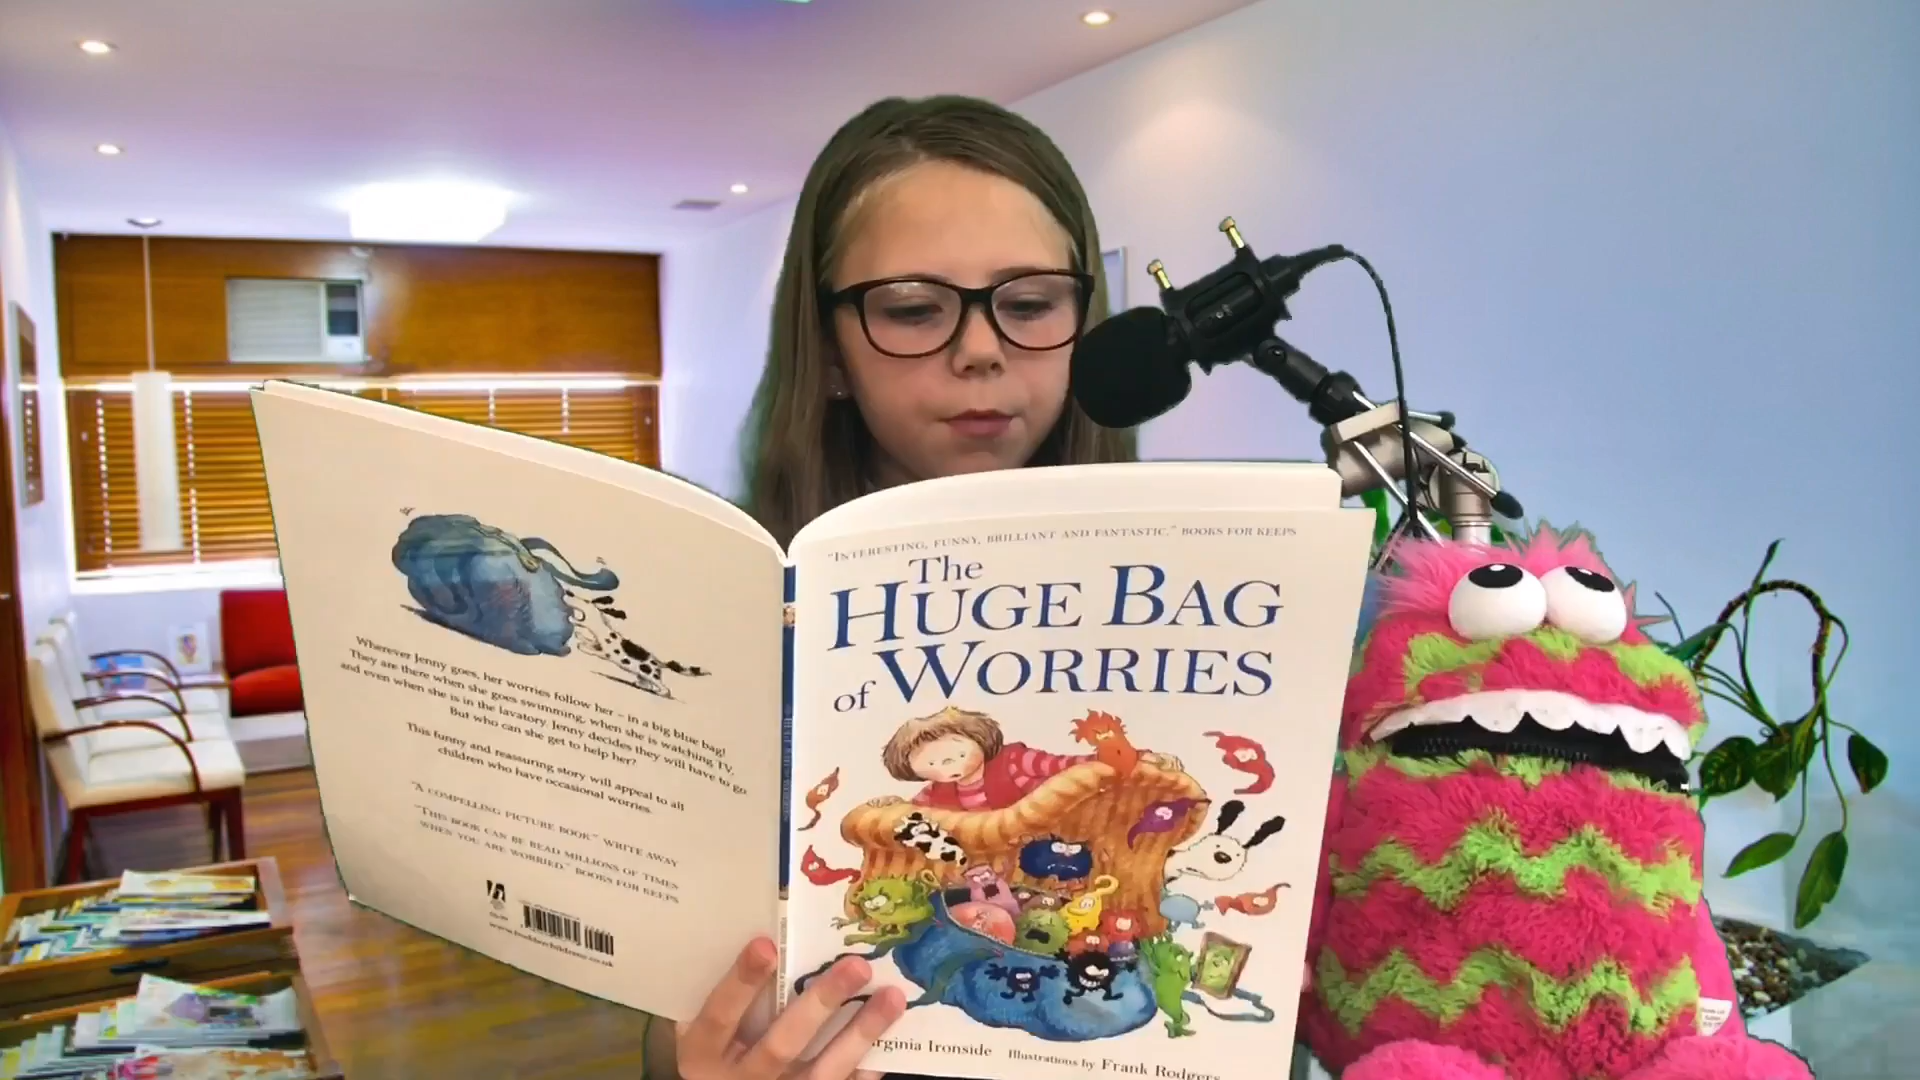 Wherever Jenny goes, her worries follow her – in a big blue bag!
They are there when she goes swimming, when she is watching TV,
and even when she is in the lavatory. Jenny decides they will have to go.
But who can she get to help her?
This funny and reassuring story will appeal to all
children who have occasional worries.
"A COMPELLING PICTURE BOOK" WRITE AWAY
"THIS BOOK CAN BE READ MILLIONS OF TIMES
WHEN YOU ARE WORRIED." BOOKS FOR KEEPS
"INTERESTING, FUNNY, BRILLIANT AND FANTASTIC." BOOKS FOR KEEPS
The
HUGE BAG
of WORRIES
rginia Ironside Illustrations by Frank Rodgers